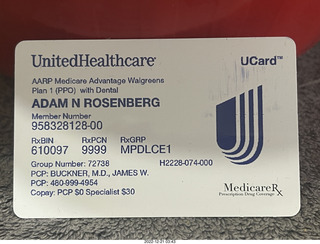 UnitedHealthcare®
UCard™
AARP Medicare Advantage Walgreens
Plan 1 (PPO) with Dental
ADAM N ROSENBERG
Member Number
958328128-00
RxBIN RxPCN RxGRP
610097 9999 MPDLCE1
Group Number: 72738 H2228-074-000
PCP: BUCKNER, M.D., JAMES W.
PCP: 480-999-4954
Copay: PCP $0 Specialist $30
MedicareRx
Prescription Drug Coverage
2022-12-21 03:43